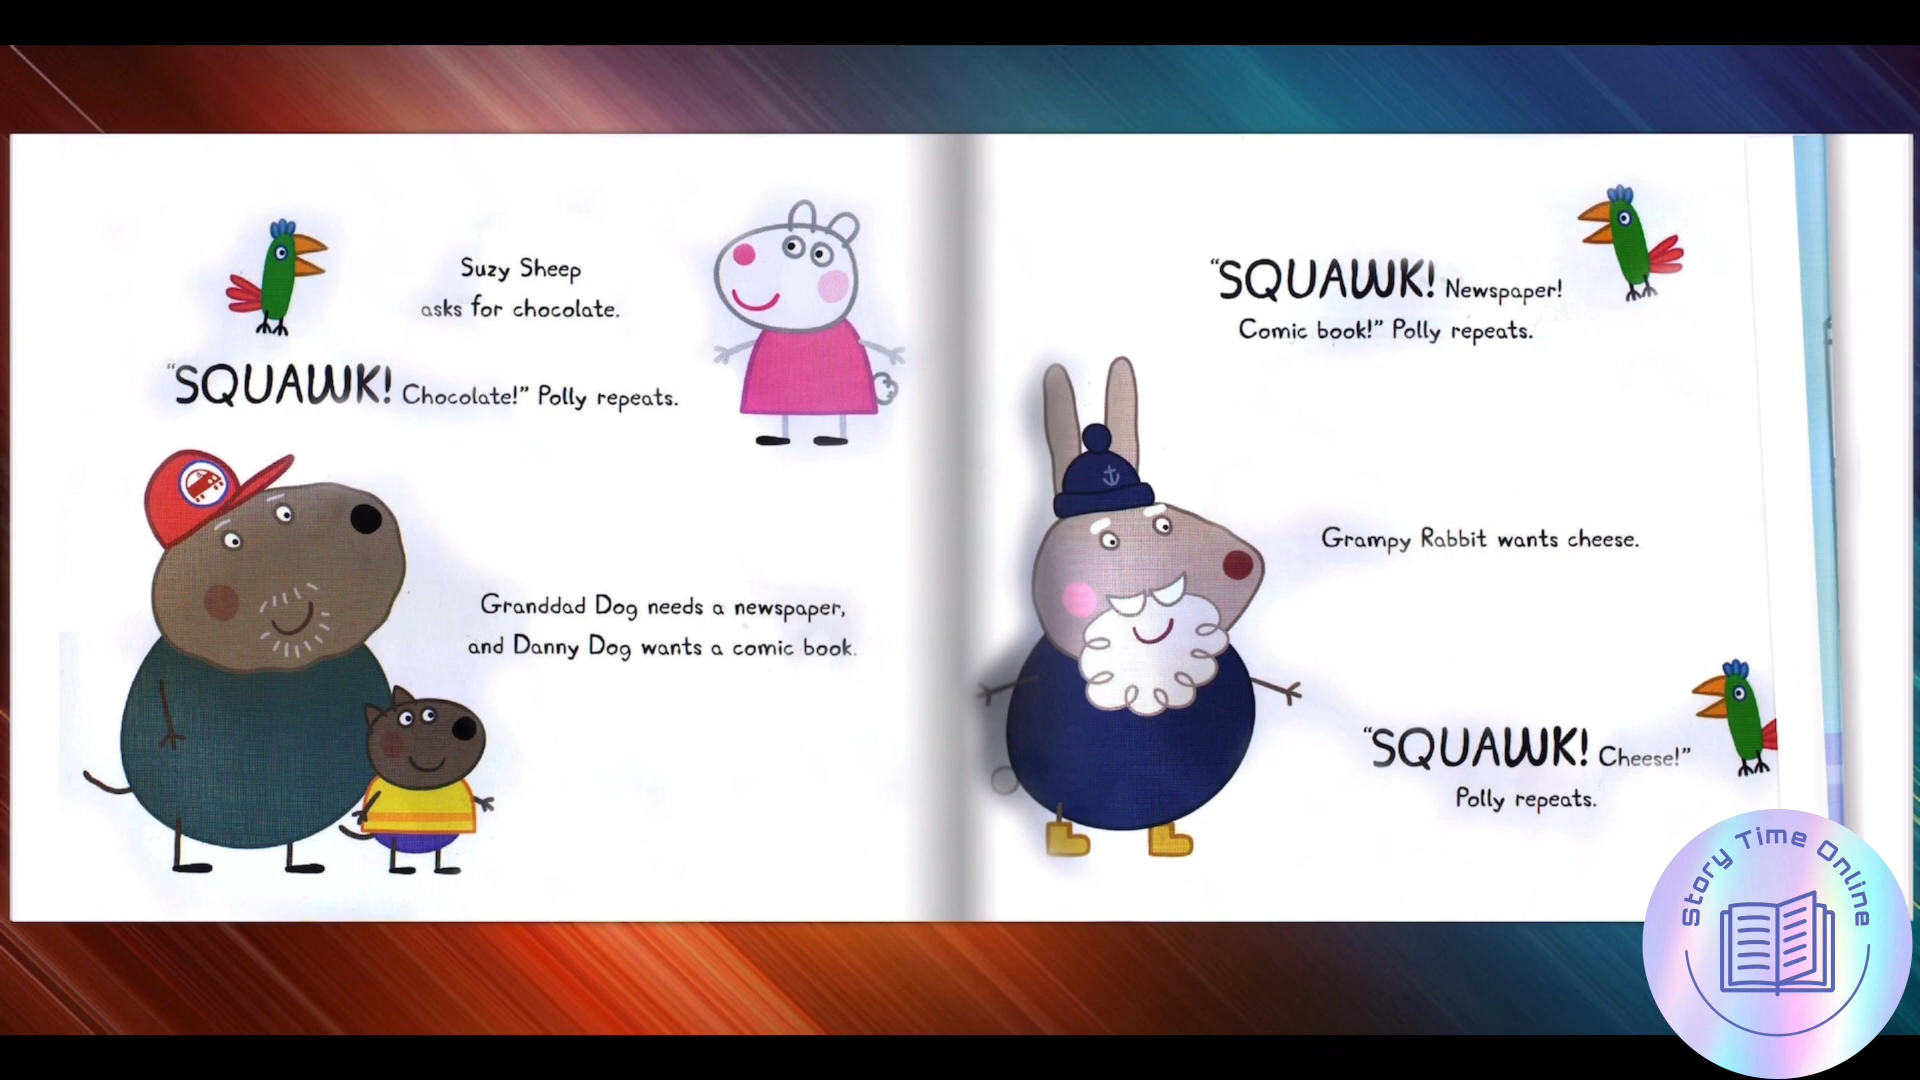 Suzy Sheep
asks for chocolate.
“SQUAWK! Chocolate!” Polly repeats.
Granddad Dog needs a newspaper,
and Danny Dog wants a comic book.
“SQUAWK! Newspaper!
Comic book!” Polly repeats.
Grampy Rabbit wants cheese.
“SQUAWK! Cheese!”
Polly repeats.
Story Time Online